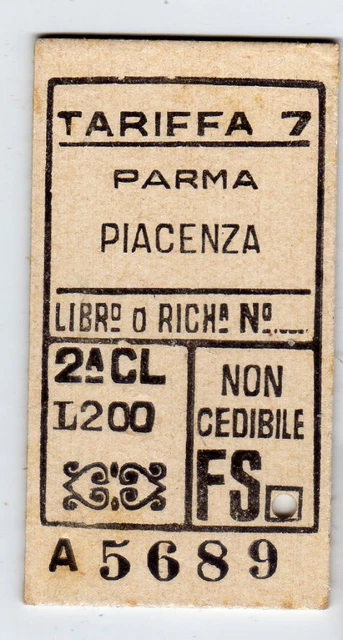 TARIFFA 7
PARMA
PIACENZA
LIBRº O RICHª Nº......
2ª CL
L200
NON
CEDIBILE
FS
A 5689